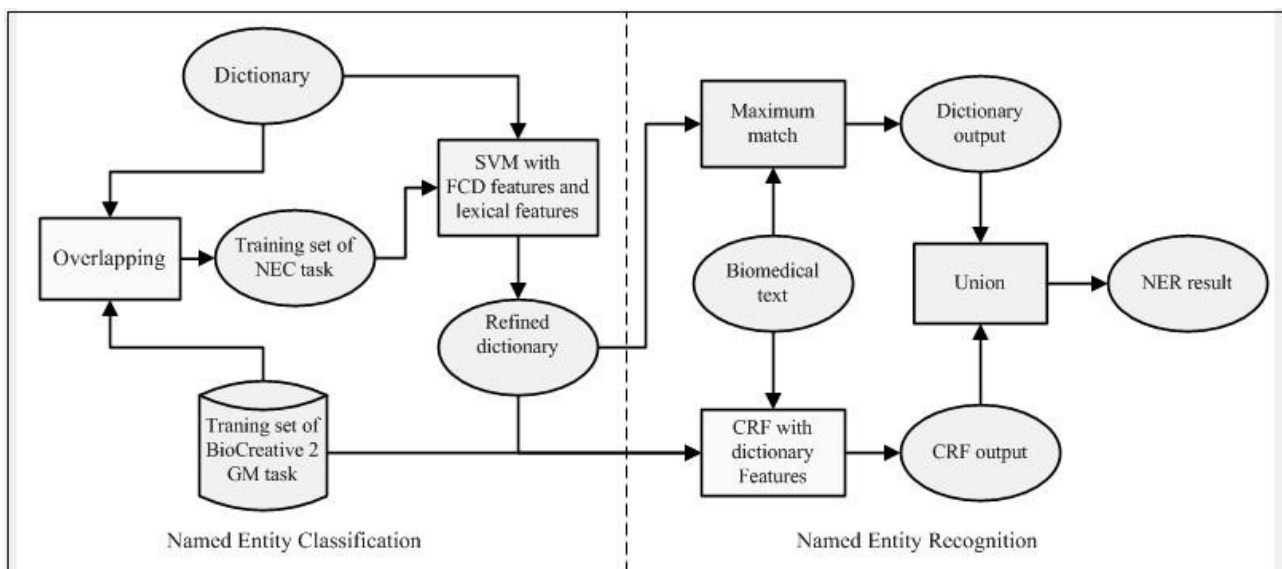 Dictionary
SVM with
FCD features and
lexical features
Overlapping
Training set of
NEC task
Refined
dictionary
Traning set of
BioCreative 2
GM task
Named Entity Classification
Maximum
match
Dictionary
output
Biomedical
text
Union
NER result
CRF with
dictionary
Features
CRF output
Named Entity Recognition